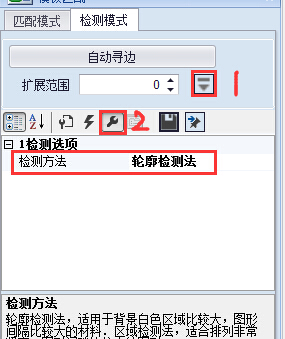 匹配模式 检测模式
自动寻边
扩展范围 0 1
2
1检测选项
检测方法 轮廓检测法
检测方法
轮廓检测法，适用于背景白色区域比较大，图形
间隔比较大的材料．区域检测法，适合排列非常